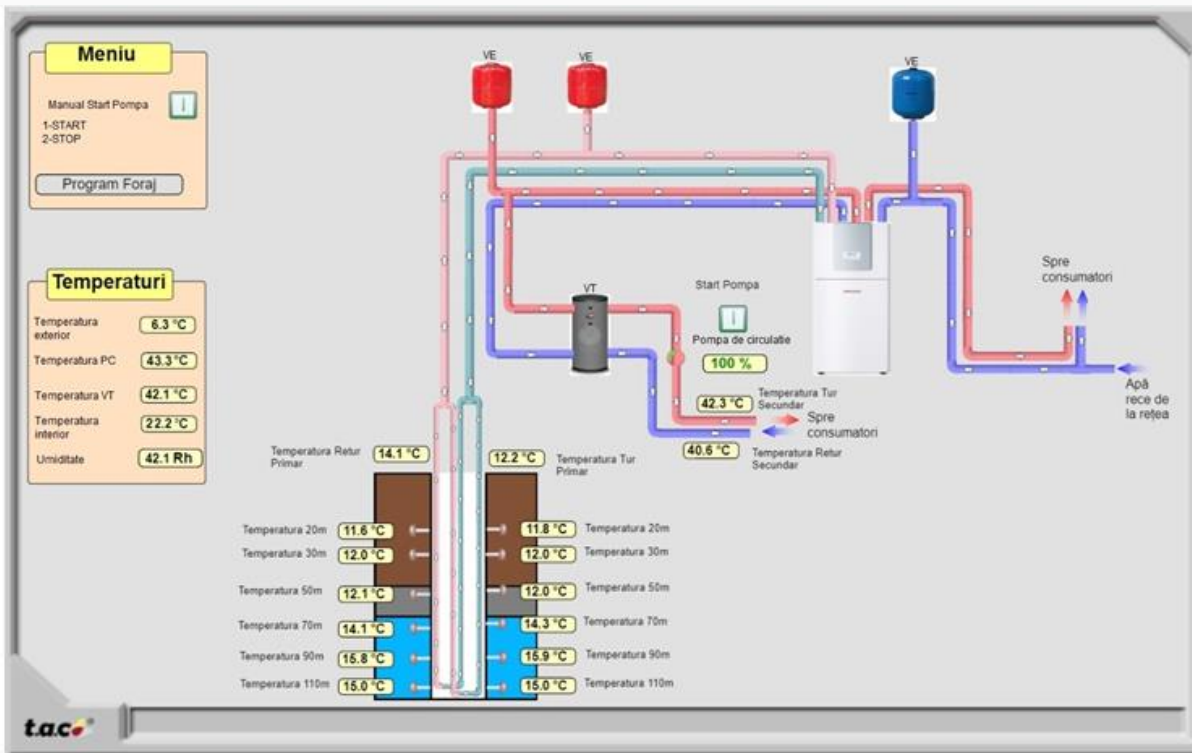 Meniu
Manual Start Pompa
1-START
2-STOP
Program Foraj
Temperaturi
Temperatura
exterior
6.3 °C
Temperatura PC
43.3 °C
Temperatura VT
42.1 °C
Temperatura
interior
22.2 °C
Umiditate
42.1 Rh
VE
VE
VE
VT
Start Pompa
Pompa de circulatie
100 %
Spre
consumatori
Apă
rece de
la rețea
42.3 °C
Temperatura Tur
Secundar
Spre
consumatori
40.6 °C
Temperatura Retur
Secundar
Temperatura Retur
Primar
14.1 °C
12.2 °C
Temperatura Tur
Primar
Temperatura 20m 11.6 °C 11.8 °C Temperatura 20m
Temperatura 30m 12.0 °C 12.0 °C Temperatura 30m
Temperatura 50m 12.1 °C 12.0 °C Temperatura 50m
Temperatura 70m 14.1 °C 14.3 °C Temperatura 70m
Temperatura 90m 15.8 °C 15.9 °C Temperatura 90m
Temperatura 110m 15.0 °C 15.0 °C Temperatura 110m
t.a.c